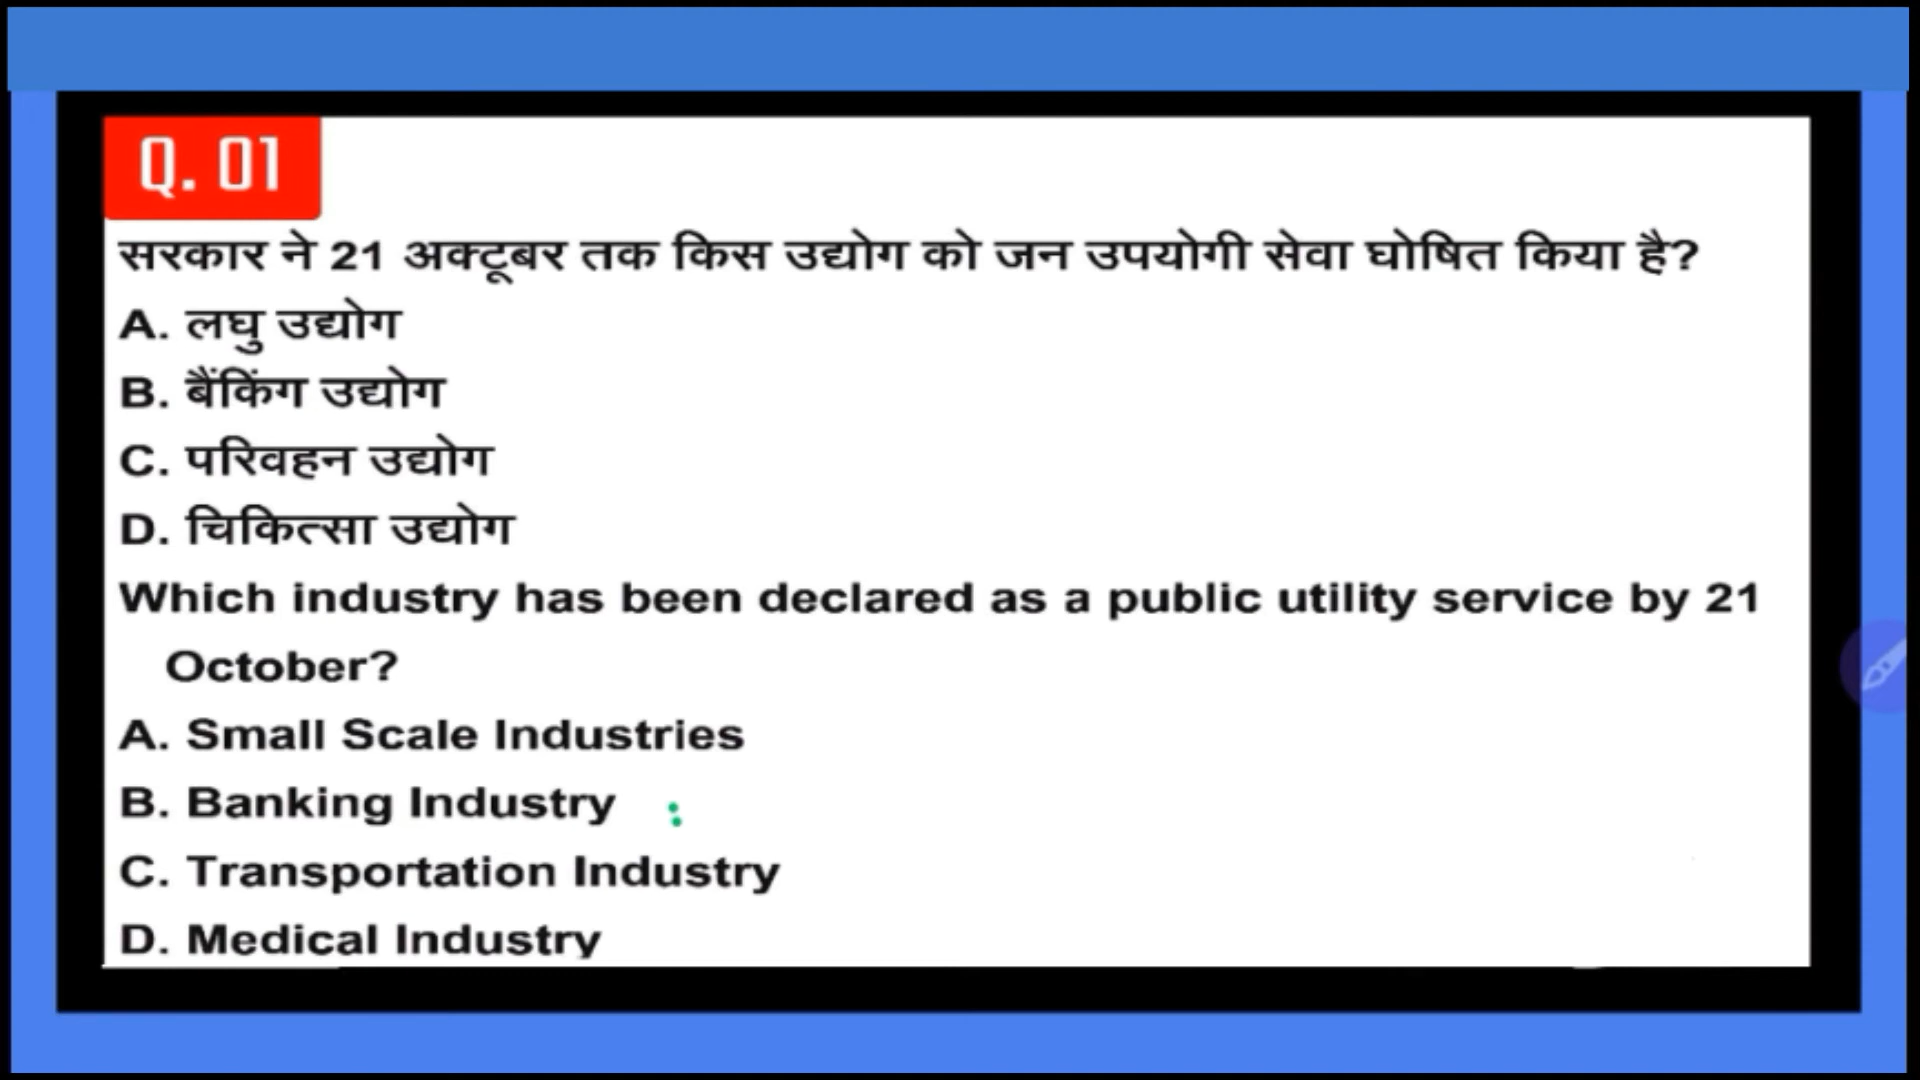 Q. 01
सरकार ने 21 अक्टूबर तक किस उद्योग को जन उपयोगी सेवा घोषित किया है?
A. लघु उद्योग
B. बैंकिंग उद्योग
C. परिवहन उद्योग
D. चिकित्सा उद्योग
Which industry has been declared as a public utility service by 21
October?
A. Small Scale Industries
B. Banking Industry
C. Transportation Industry
D. Medical Industry